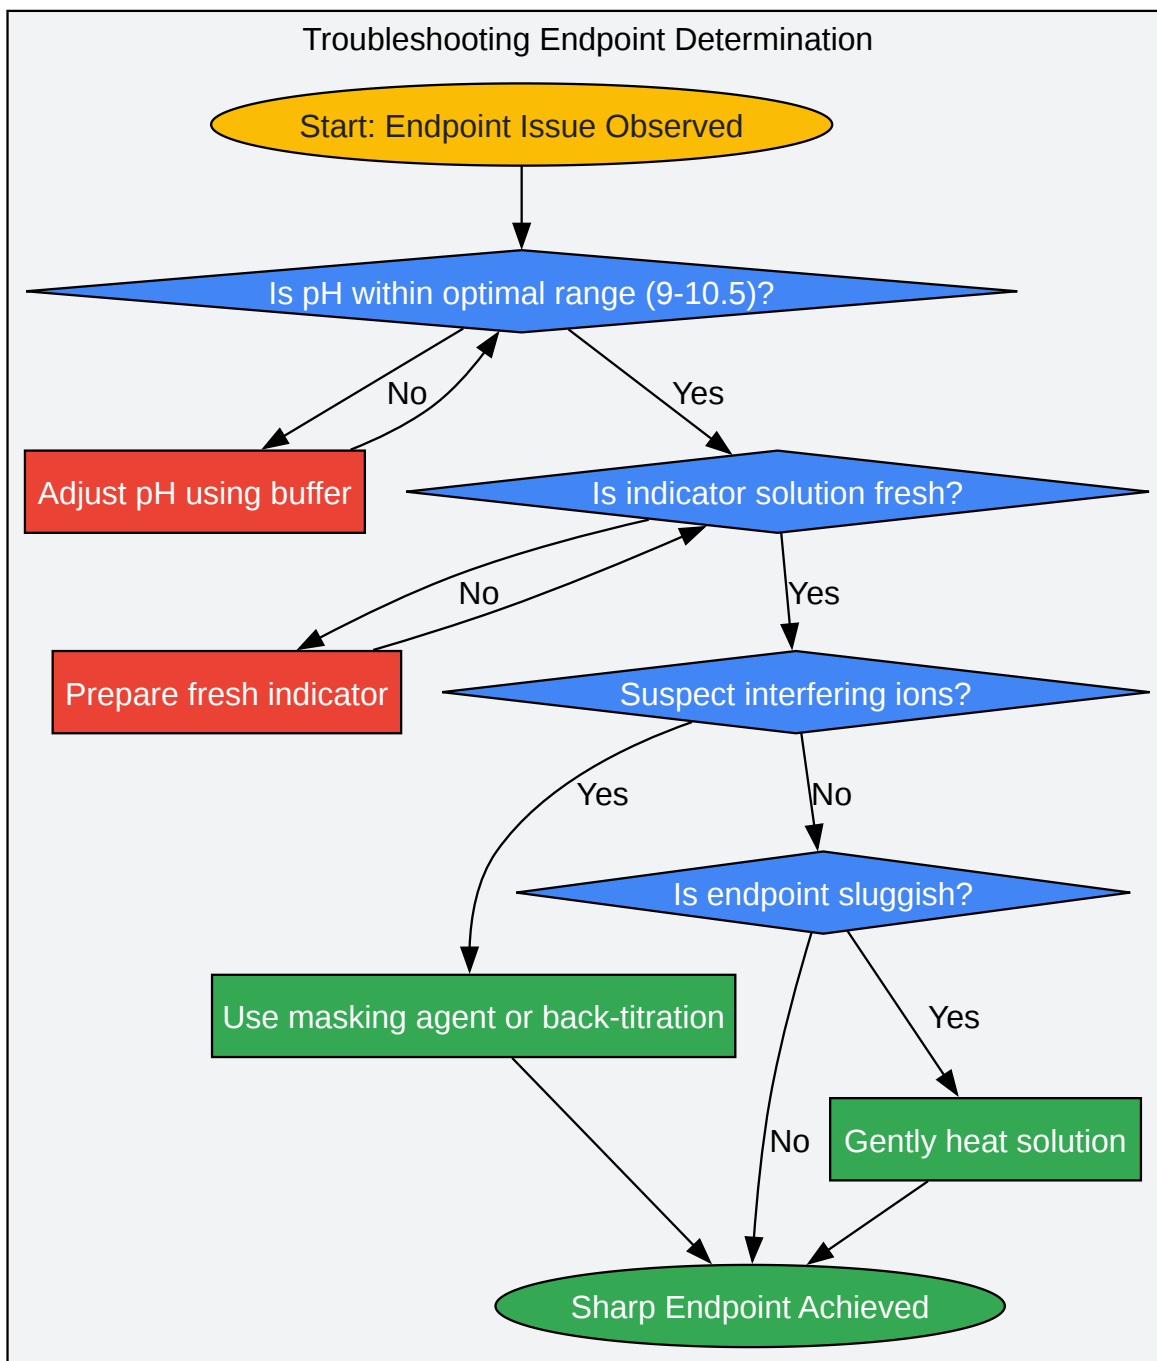 Troubleshooting Endpoint Determination
Start: Endpoint Issue Observed
Is pH within optimal range (9-10.5)?
No
Yes
Adjust pH using buffer
Is indicator solution fresh?
No
Yes
Prepare fresh indicator
Suspect interfering ions?
Yes
No
Is endpoint sluggish?
Use masking agent or back-titration
Yes
No
Gently heat solution
Sharp Endpoint Achieved